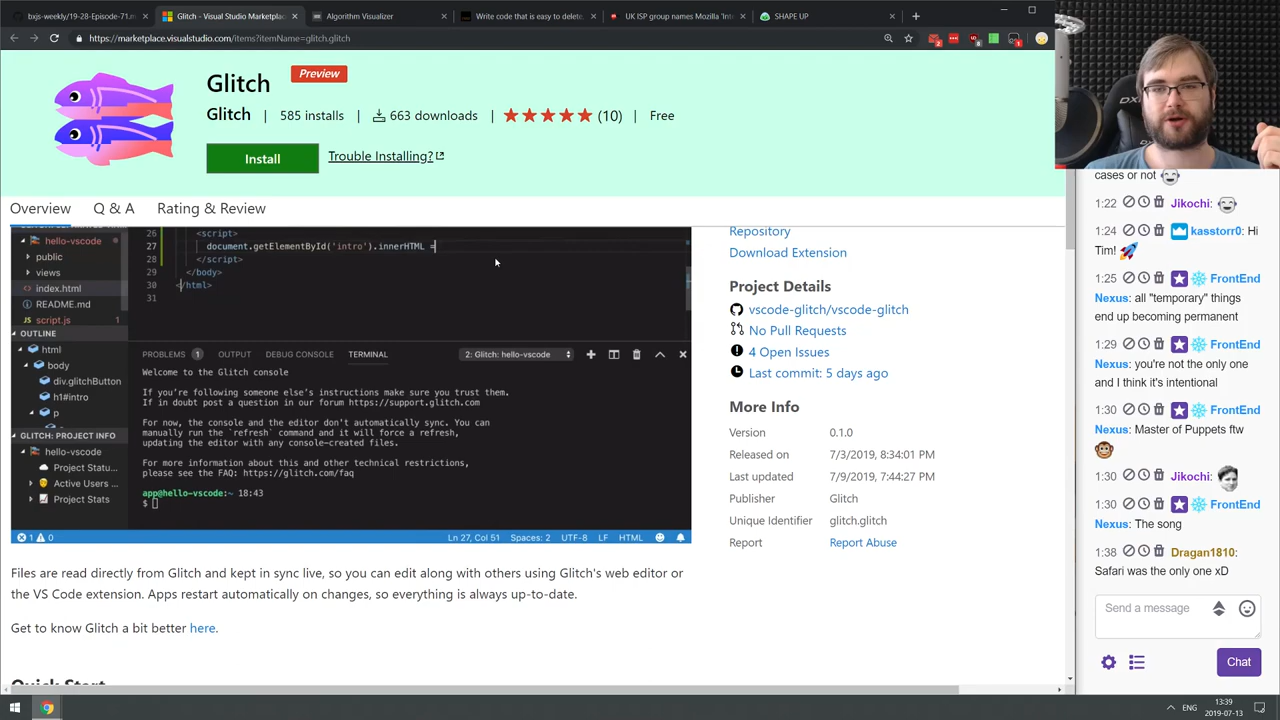 bxjs-weekly/19-28-Episode-71.m
Glitch - Visual Studio Marketplace
Algorithm Visualizer
Write code that is easy to delete,
UK ISP group names Mozilla 'Int
SHAPE UP
https://marketplace.visualstudio.com/items?itemName=glitch.glitch
Glitch
Preview
Glitch | 585 installs | 663 downloads | (10) | Free
Install
Trouble Installing?
Overview
Q & A
Rating & Review
hello-vscode
public
views
index.html
README.md
script.js 1
OUTLINE
html
body
div.glitchButton
h1#intro
p
GLITCH: PROJECT INFO
hello-vscode
Project Statu...
Active Users ...
Project Stats
26 <script>
27 document.getElementById('intro').innerHTML =
28 </script>
29 </body>
30 </html>
31
PROBLEMS 1 OUTPUT DEBUG CONSOLE TERMINAL 2: Glitch: hello-vscode
Welcome to the Glitch console
If you're following someone else's instructions make sure you trust them.
If in doubt post a question in our forum https://support.glitch.com
For now, the console and the editor don't automatically sync. You can
manually run the `refresh` command and it will force a refresh,
updating the editor with any console-created files.
For more information about this and other technical restrictions,
please see the FAQ: https://glitch.com/faq
app@hello-vscode:~ 18:43
$
1 0 Ln 27, Col 51 Spaces: 2 UTF-8 LF HTML
Files are read directly from Glitch and kept in sync live, so you can edit along with others using Glitch's web editor or
the VS Code extension. Apps restart automatically on changes, so everything is always up-to-date.
Get to know Glitch a bit better here.
Quick Start
Repository
Download Extension
Project Details
vscode-glitch/vscode-glitch
No Pull Requests
4 Open Issues
Last commit: 5 days ago
More Info
Version 0.1.0
Released on 7/3/2019, 8:34:01 PM
Last updated 7/9/2019, 7:44:27 PM
Publisher Glitch
Unique Identifier glitch.glitch
Report Report Abuse
cases or not
1:22 Jikochi:
1:24 kasstorr0: Hi
Tim!
1:25 FrontEnd
Nexus: all "temporary" things
end up becoming permanent
1:29 FrontEnd
Nexus: you're not the only one
and I think it's intentional
1:30 FrontEnd
Nexus: Master of Puppets ftw
1:30 Jikochi:
1:30 FrontEnd
Nexus: The song
1:38 Dragan1810:
Safari was the only one xD
Send a message
Chat
ENG
13:39
2019-07-13